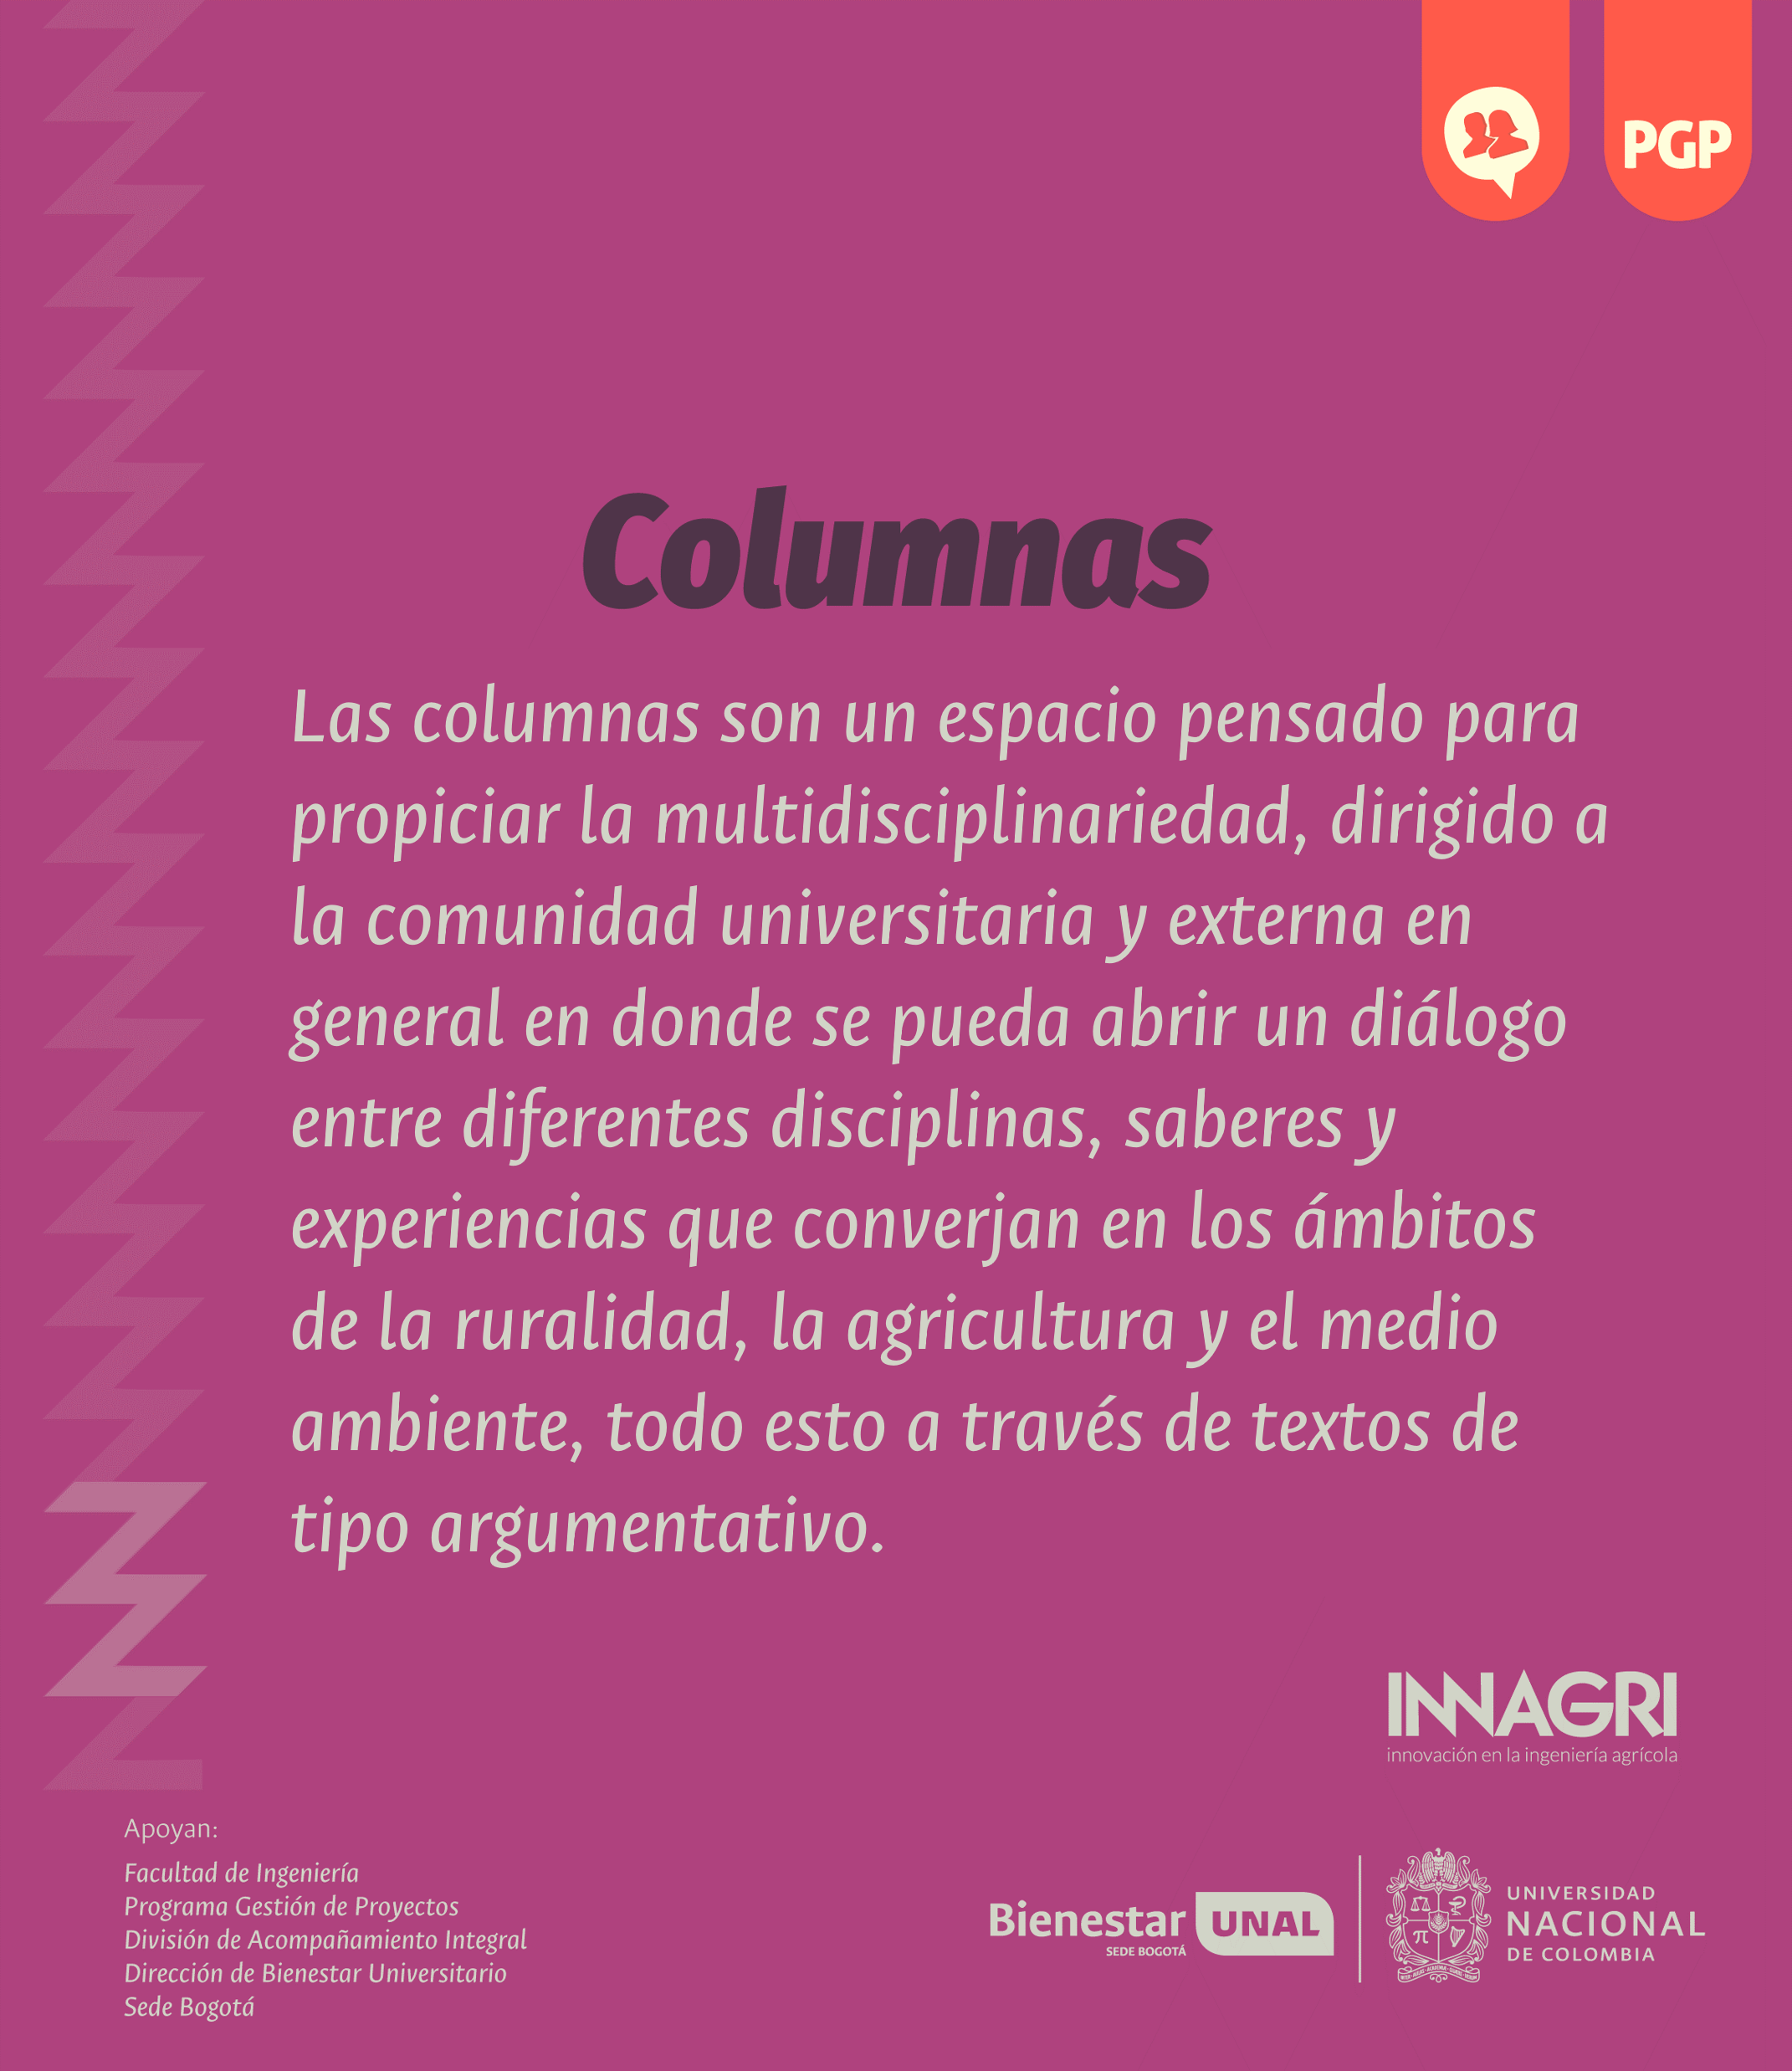 PGP
Columnas
Las columnas son un espacio pensado para
propiciar la multidisciplinariedad, dirigido a
la comunidad universitaria y externa en
general en donde se pueda abrir un diálogo
entre diferentes disciplinas, saberes y
experiencias que converjan en los ámbitos
de la ruralidad, la agricultura y el medio
ambiente, todo esto a través de textos de
tipo argumentativo.
INNAGRI
innovación en la ingeniería agrícola
Apoyan:
Facultad de Ingeniería
Programa Gestión de Proyectos
División de Acompañamiento Integral
Dirección de Bienestar Universitario
Sede Bogotá
Bienestar UNAL
SEDE BOGOTÁ
UNIVERSIDAD
NACIONAL
DE COLOMBIA